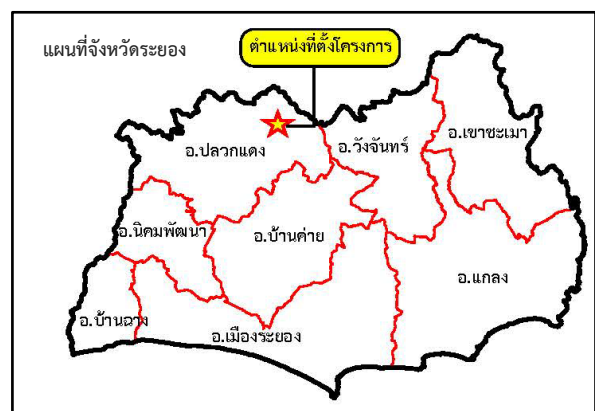 แผนที่จังหวัดระยอง
ตำแหน่งที่ตั้งโครงการ
อ.เขาชะเมา
อ.วังจันทร์
อ.ปลวกแดง
อ.นิคมพัฒนา
อ.บ้านค่าย
อ.แกลง
อ.บ้านฉาง
อ.เมืองระยอง